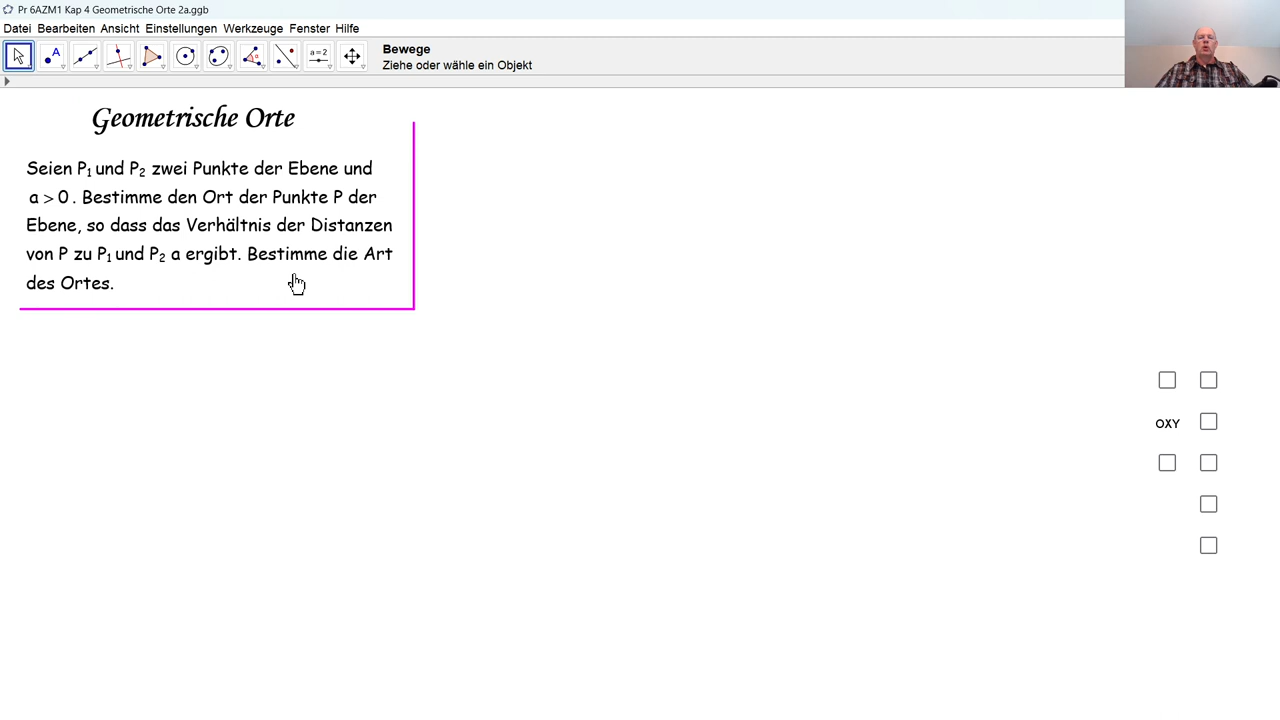 Pr 6AZM1 Kap 4 Geometrische Orte 2a.ggb
Datei Bearbeiten Ansicht Einstellungen Werkzeuge Fenster Hilfe
A
α
a=2
Bewege
Ziehe oder wähle ein Objekt
Geometrische Orte
Seien P₁ und P₂ zwei Punkte der Ebene und
a > 0 . Bestimme den Ort der Punkte P der
Ebene, so dass das Verhältnis der Distanzen
von P zu P₁ und P₂ a ergibt. Bestimme die Art
des Ortes.
OXY